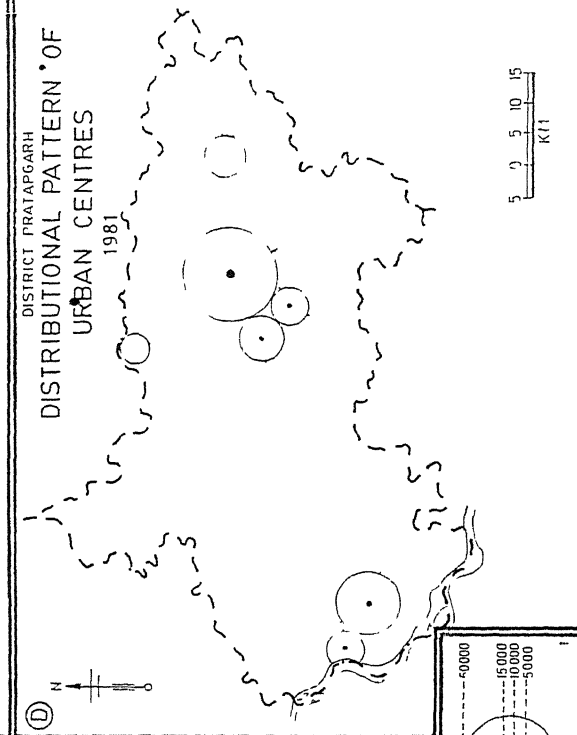 DISTRICT PRATAPGARH
DISTRIBUTIONAL PATTERN OF
URBAN CENTRES
1981
D
N
5 0 5 10 15
KM
50000
15000
10000
5000